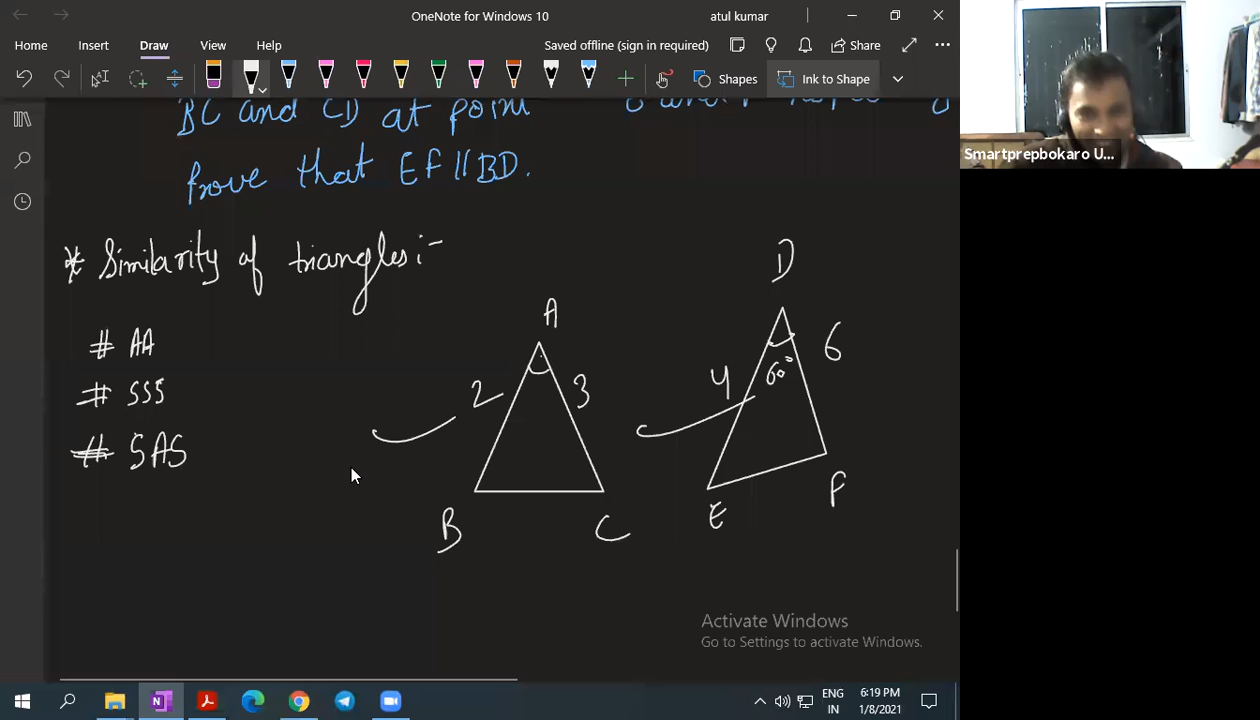 OneNote for Windows 10
atul kumar
Home Insert Draw View Help
Saved offline (sign in required)
Share
Shapes
Ink to Shape
BC and CD at point
Prove that EF || BD.
Smartprepbokaro U...
* Similarity of triangles :-
# AA
# SSS
# SAS
A
2 3
B C
D
4 6
60°
E F
Activate Windows
Go to Settings to activate Windows.
ENG
IN
6:19 PM
1/8/2021